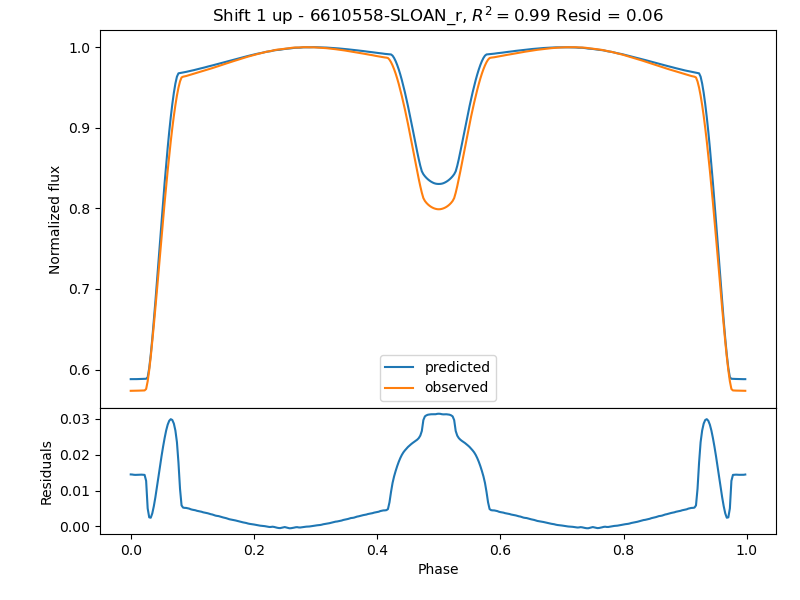 Shift 1 up - 6610558-SLOAN_r, R² = 0.99 Resid = 0.06
1.0
0.9
0.8
0.7
0.6
Normalized flux
predicted
observed
0.03
0.02
0.01
0.00
Residuals
0.0 0.2 0.4 0.6 0.8 1.0
Phase